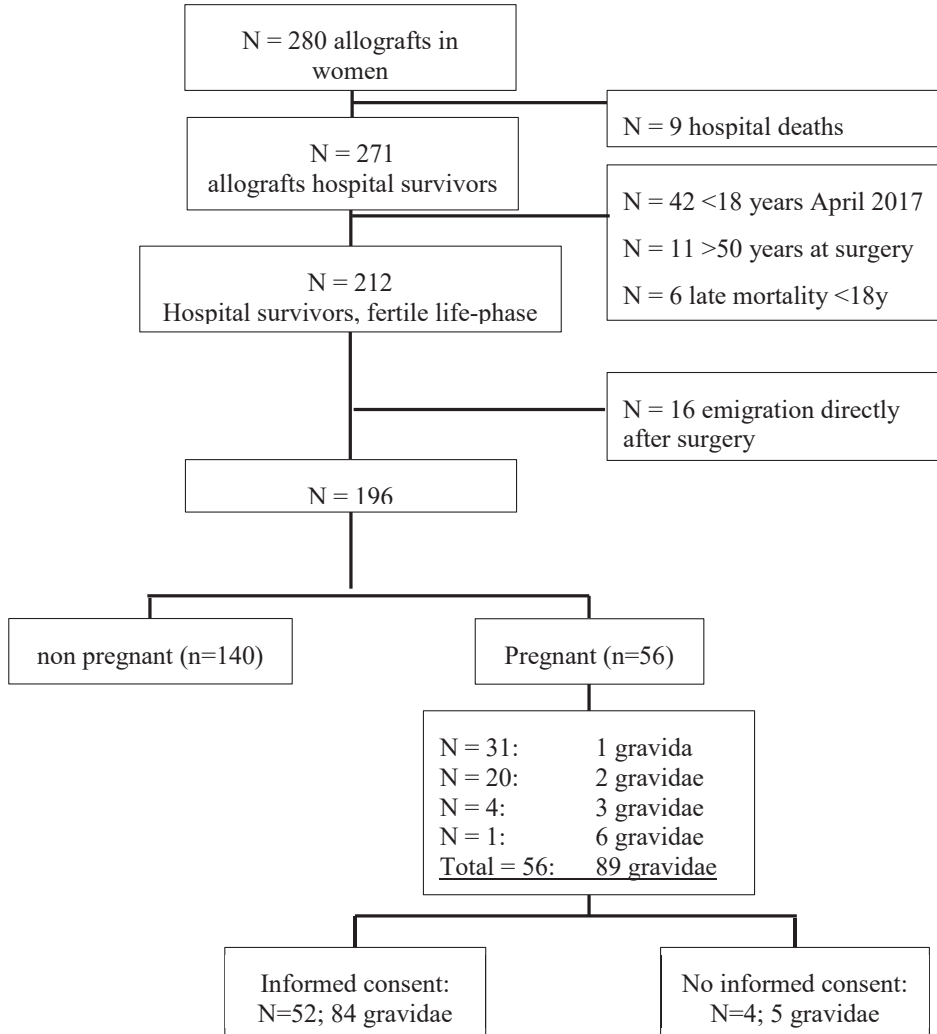 N = 280 allografts in
women
N = 9 hospital deaths
N = 271
allografts hospital survivors
N = 42 <18 years April 2017
N = 11 >50 years at surgery
N = 6 late mortality <18y
N = 212
Hospital survivors, fertile life-phase
N = 16 emigration directly
after surgery
N = 196
non pregnant (n=140)
Pregnant (n=56)
N = 31: 1 gravida
N = 20: 2 gravidae
N = 4: 3 gravidae
N = 1: 6 gravidae
Total = 56: 89 gravidae
Informed consent:
N=52; 84 gravidae
No informed consent:
N=4; 5 gravidae